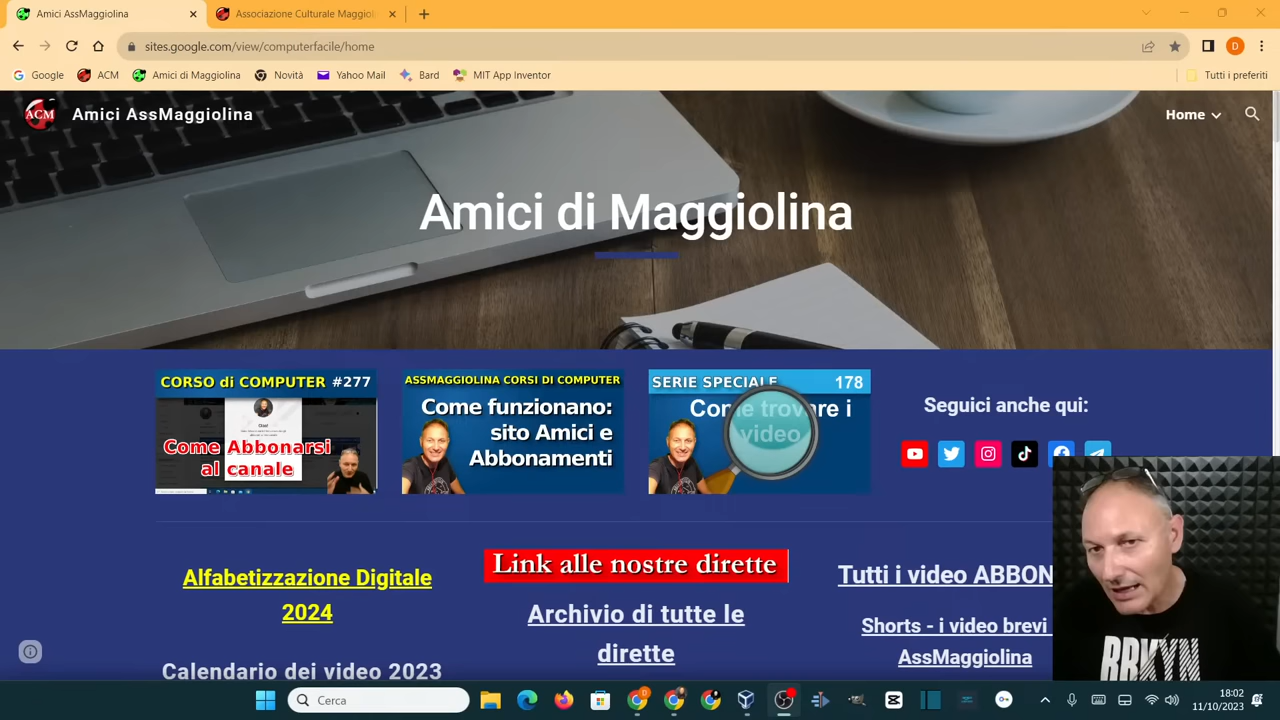 Amici AssMaggiolina
Associazione Culturale Maggiol
sites.google.com/view/computerfacile/home
D
Google
ACM
Amici di Maggiolina
Novità
Yahoo Mail
Bard
MIT App Inventor
Tutti i preferiti
ACM
Amici AssMaggiolina
Home
Amici di Maggiolina
CORSO di COMPUTER #277
Come Abbonarsi
al canale
ASSMAGGIOLINA CORSI DI COMPUTER
Come funzionano:
sito Amici e
Abbonamenti
SERIE SPECIALE 178
Come trovare i
video
Seguici anche qui:
Alfabetizzazione Digitale
2024
Calendario dei video 2023
Link alle nostre dirette
Archivio di tutte le
dirette
Tutti i video ABBON
Shorts - i video brevi
AssMaggiolina
BRKYN
Cerca
18:02
11/10/2023